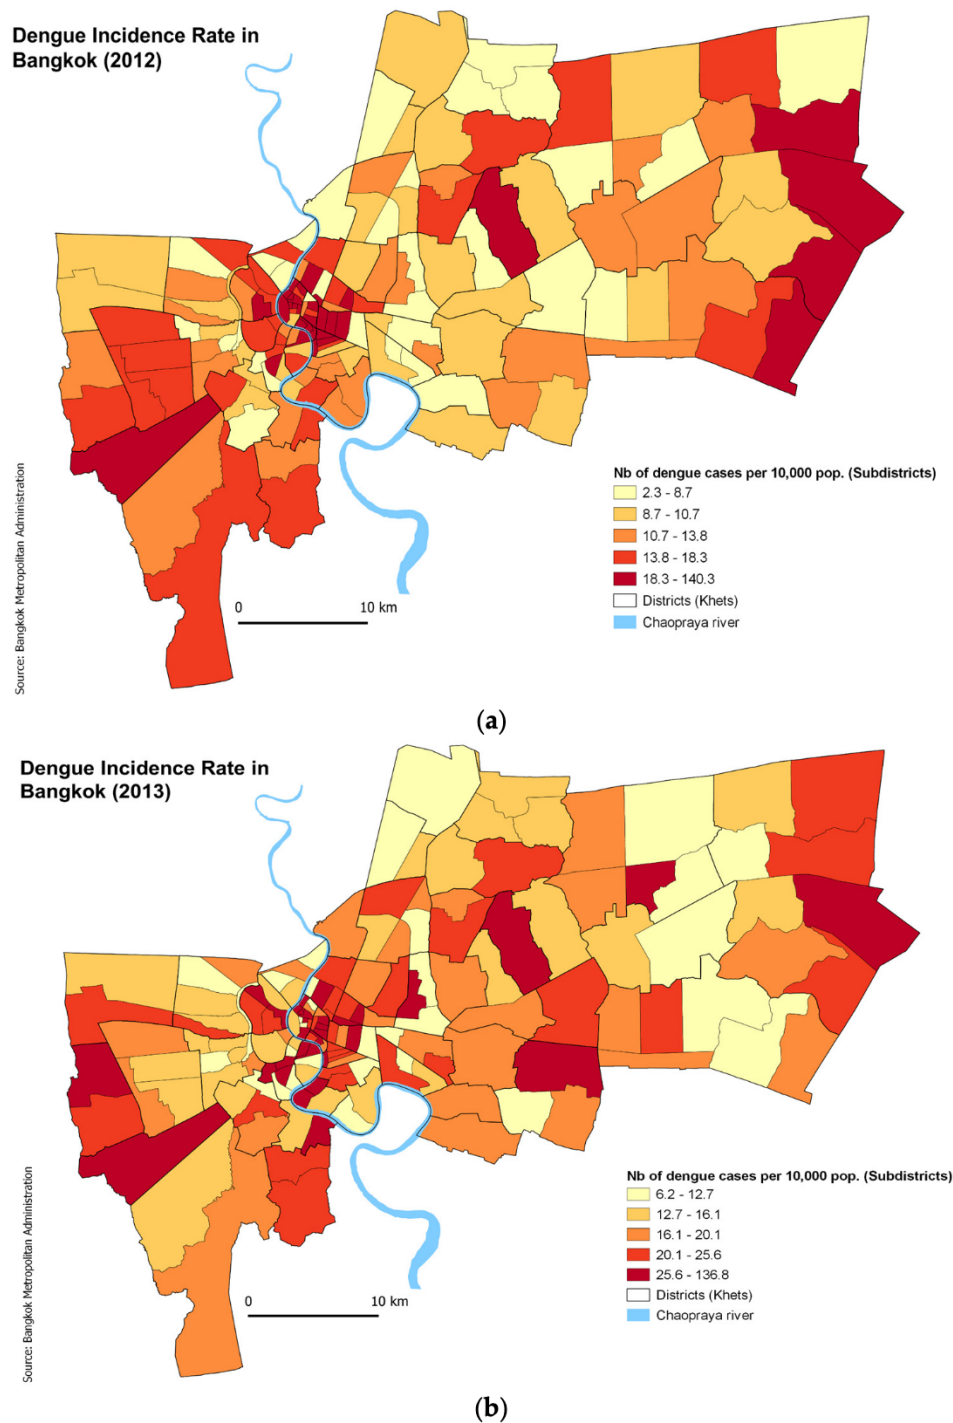 Dengue Incidence Rate in
Bangkok (2012)
Nb of dengue cases per 10,000 pop. (Subdistricts)
2.3 - 8.7
8.7 - 10.7
10.7 - 13.8
13.8 - 18.3
18.3 - 140.3
Districts (Khets)
Chaopraya river
0 10 km
Source: Bangkok Metropolitan Administration
(a)
Dengue Incidence Rate in
Bangkok (2013)
Nb of dengue cases per 10,000 pop. (Subdistricts)
6.2 - 12.7
12.7 - 16.1
16.1 - 20.1
20.1 - 25.6
25.6 - 136.8
Districts (Khets)
Chaopraya river
0 10 km
Source: Bangkok Metropolitan Administration
(b)